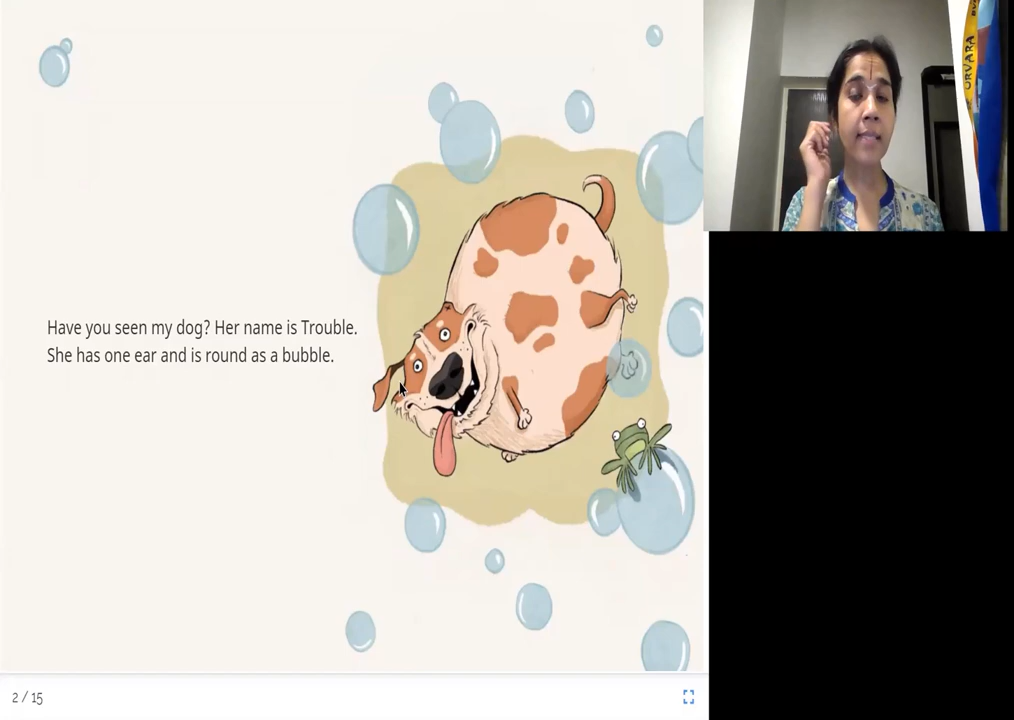 Have you seen my dog? Her name is Trouble.
She has one ear and is round as a bubble.
2 / 15
ORVARA